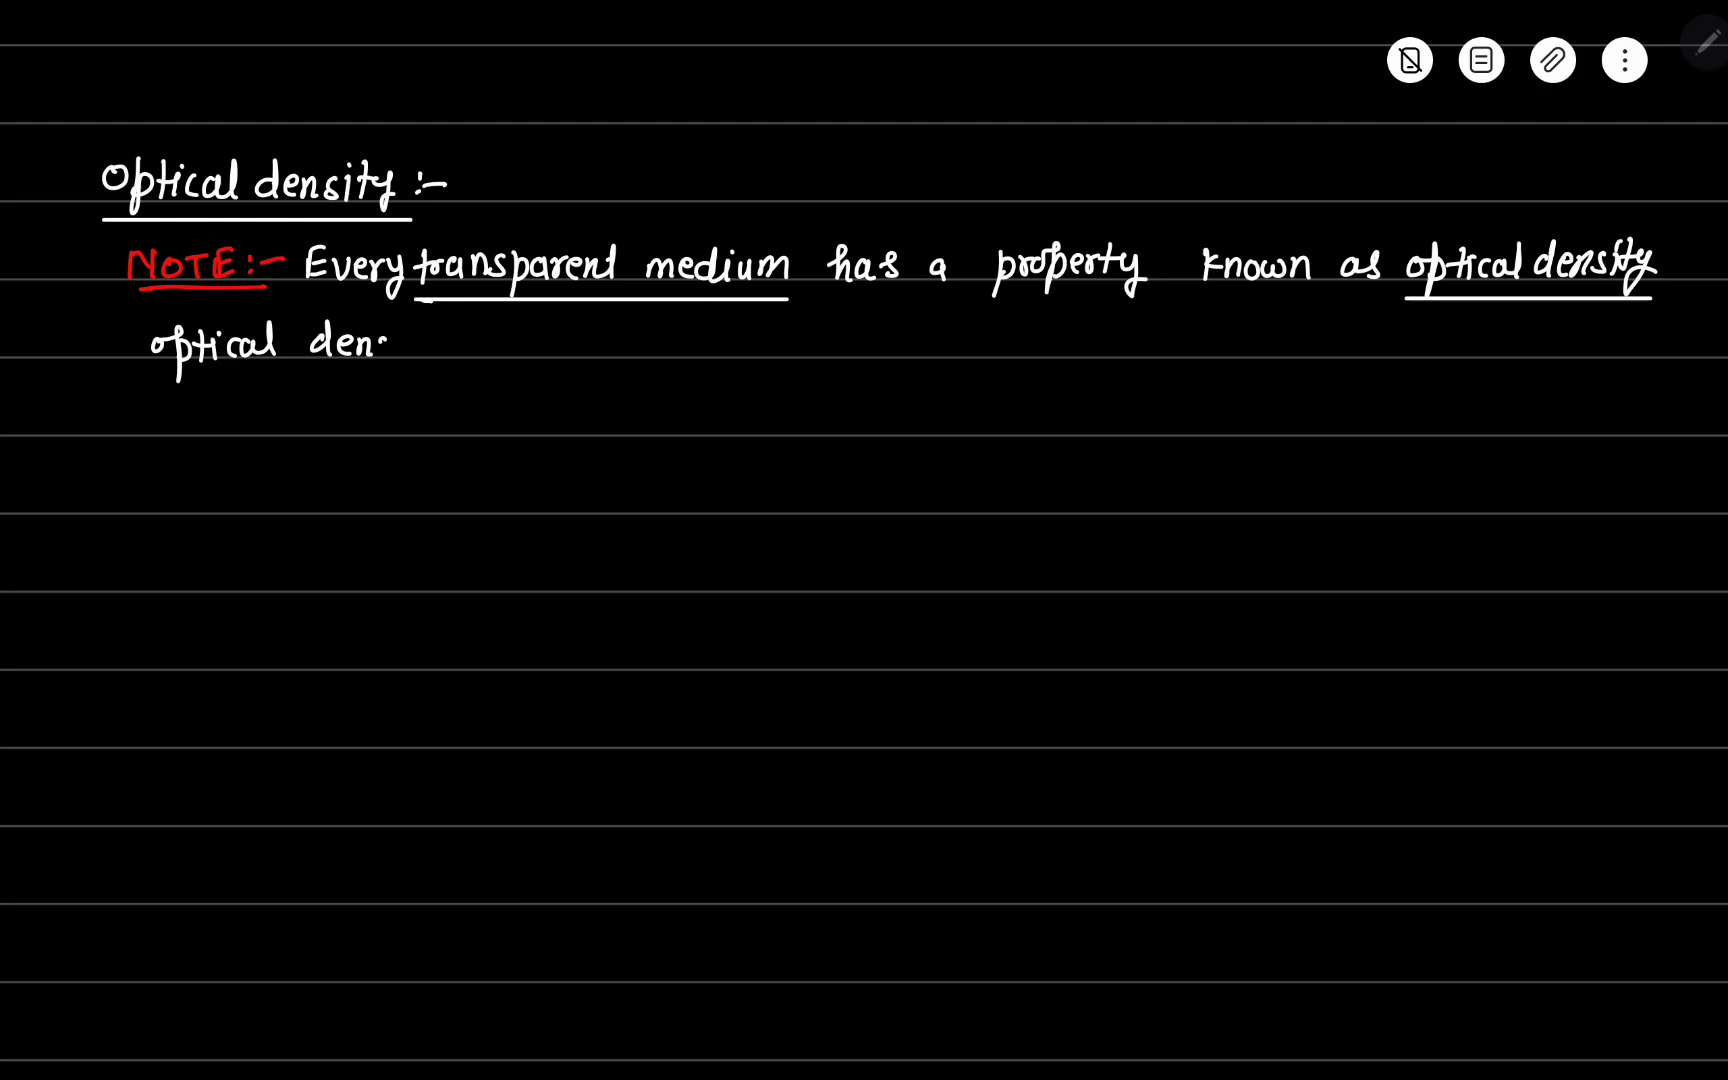 Optical density :-
NOTE:- Every transparent medium has a property known as optical density
optical den